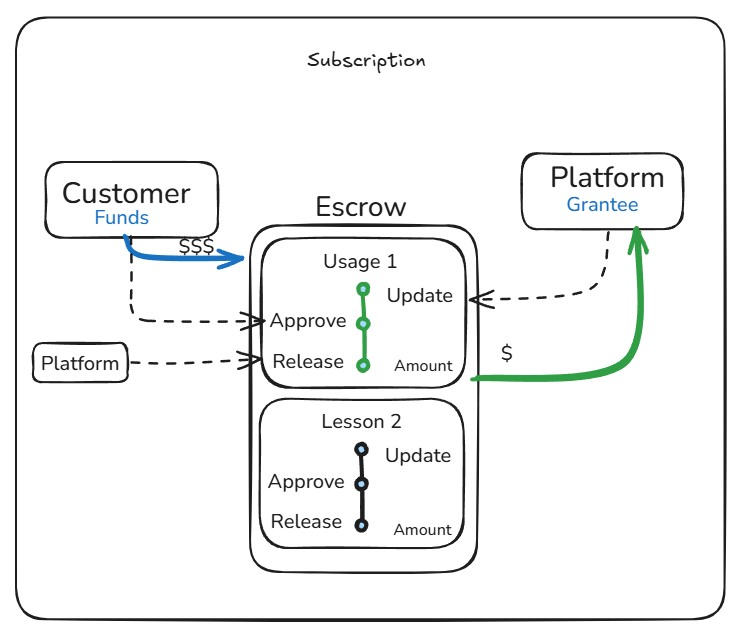 Subscription
Customer
Funds
$$$
Platform
Grantee
Escrow
Usage 1
Update
Approve
Release
Amount
Platform
$
Lesson 2
Update
Approve
Release
Amount